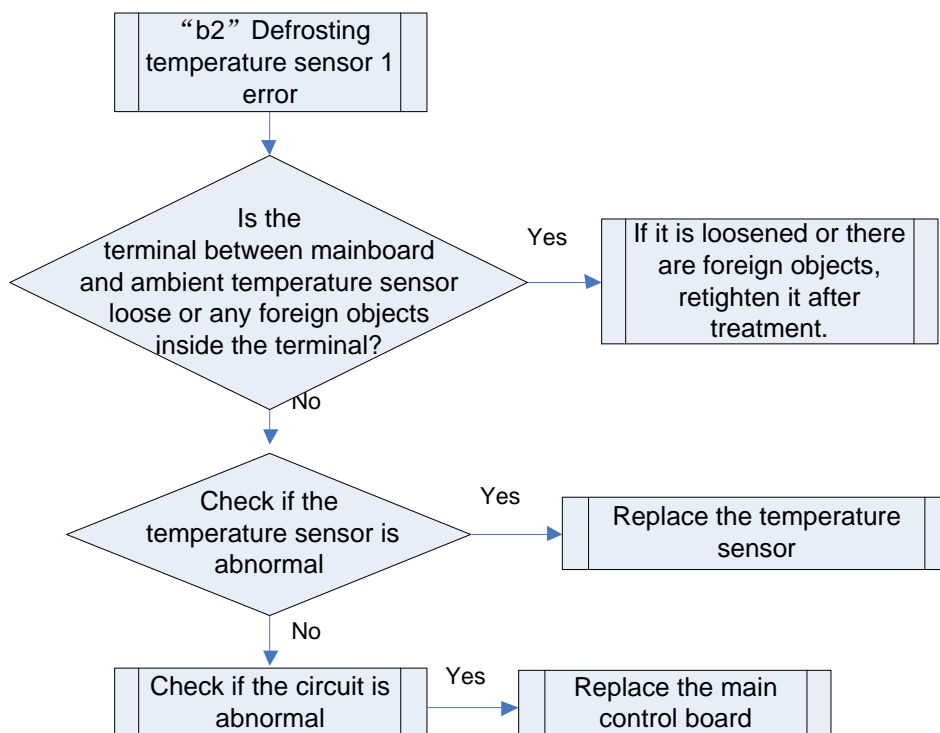 “b2” Defrosting
temperature sensor 1
error
Is the
terminal between mainboard
and ambient temperature sensor
loose or any foreign objects
inside the terminal?
Yes
If it is loosened or there
are foreign objects,
retighten it after
treatment.
No
Check if the
temperature sensor is
abnormal
Yes
Replace the temperature
sensor
No
Check if the circuit is
abnormal
Yes
Replace the main
control board